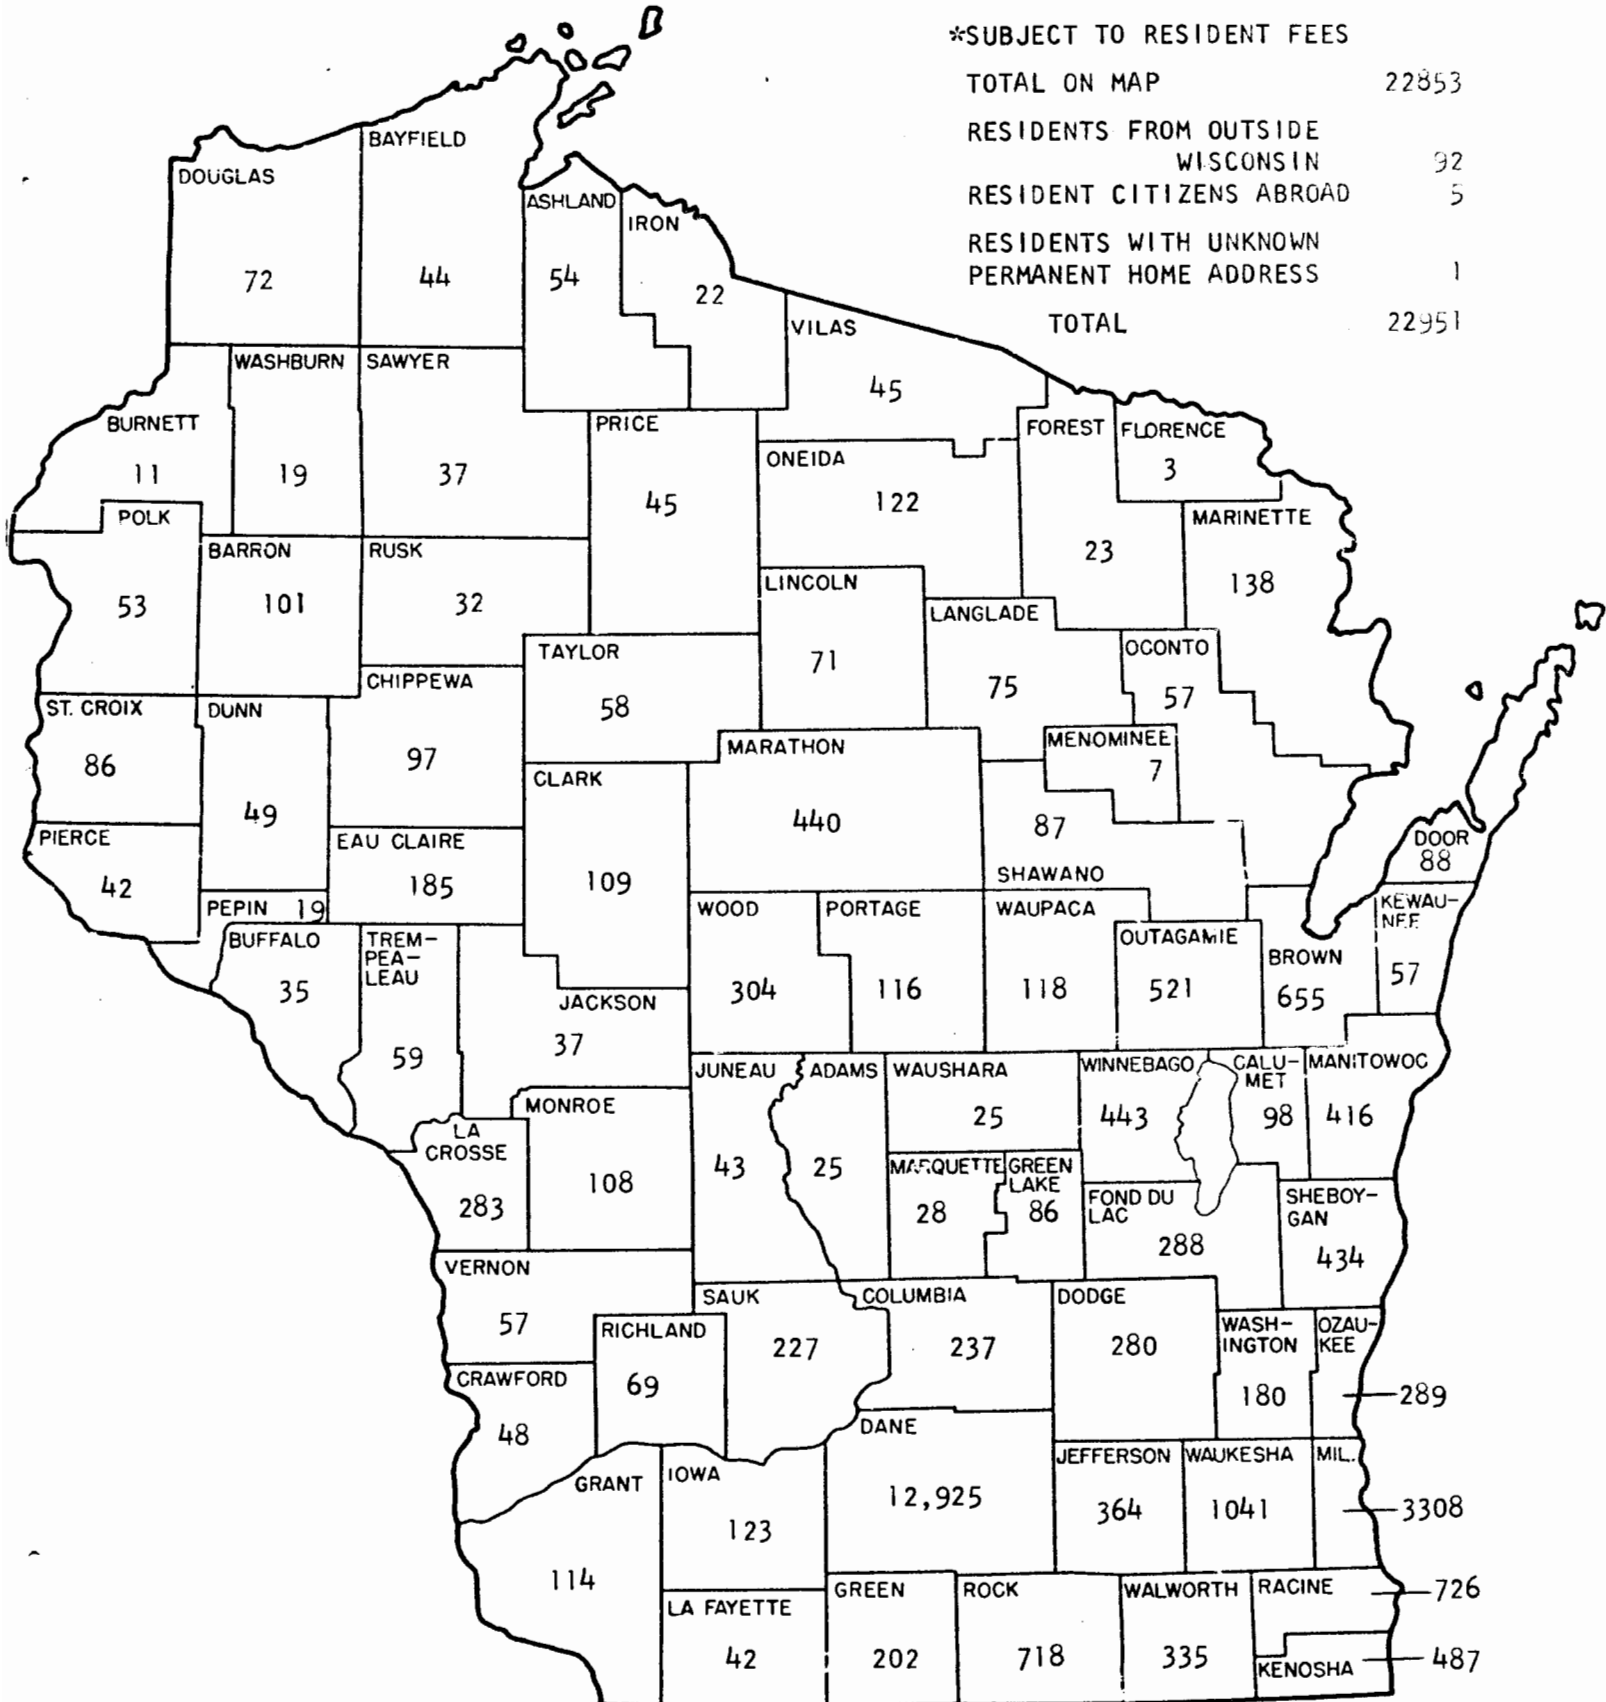 *SUBJECT TO RESIDENT FEES
TOTAL ON MAP 22853
RESIDENTS FROM OUTSIDE
WISCONSIN 92
RESIDENT CITIZENS ABROAD 5
RESIDENTS WITH UNKNOWN
PERMANENT HOME ADDRESS 1
TOTAL 22951
DOUGLAS
72
BAYFIELD
44
ASHLAND
54
IRON
22
VILAS
45
BURNETT
11
WASHBURN
19
SAWYER
37
PRICE
45
ONEIDA
122
FOREST
23
FLORENCE
3
MARINETTE
138
POLK
53
BARRON
101
RUSK
32
LINCOLN
71
LANGLADE
75
OCONTO
57
TAYLOR
58
CHIPPEWA
97
ST. CROIX
86
DUNN
49
MENOMINEE
7
MARATHON
440
CLARK
109
87
SHAWANO
DOOR
88
PIERCE
42
EAU CLAIRE
185
PEPIN 19
BUFFALO
35
TREM-
PEA-
LEAU
59
JACKSON
37
WOOD
304
PORTAGE
116
WAUPACA
118
OUTAGAMIE
521
BROWN
655
KEWAU-
NEE
57
JUNEAU
43
ADAMS
25
WAUSHARA
25
WINNEBAGO
443
CALU-
MET
98
MANITOWOC
416
MONROE
108
LA
CROSSE
283
MARQUETTE
28
GREEN
LAKE
86
FOND DU
LAC
288
SHEBOY-
GAN
434
VERNON
57
RICHLAND
69
SAUK
227
COLUMBIA
237
DODGE
280
WASH-
INGTON
180
OZAU-
KEE
289
CRAWFORD
48
GRANT
114
IOWA
123
DANE
12,925
JEFFERSON
364
WAUKESHA
1041
MIL.
3308
LA FAYETTE
42
GREEN
202
ROCK
718
WALWORTH
335
RACINE
726
KENOSHA
487